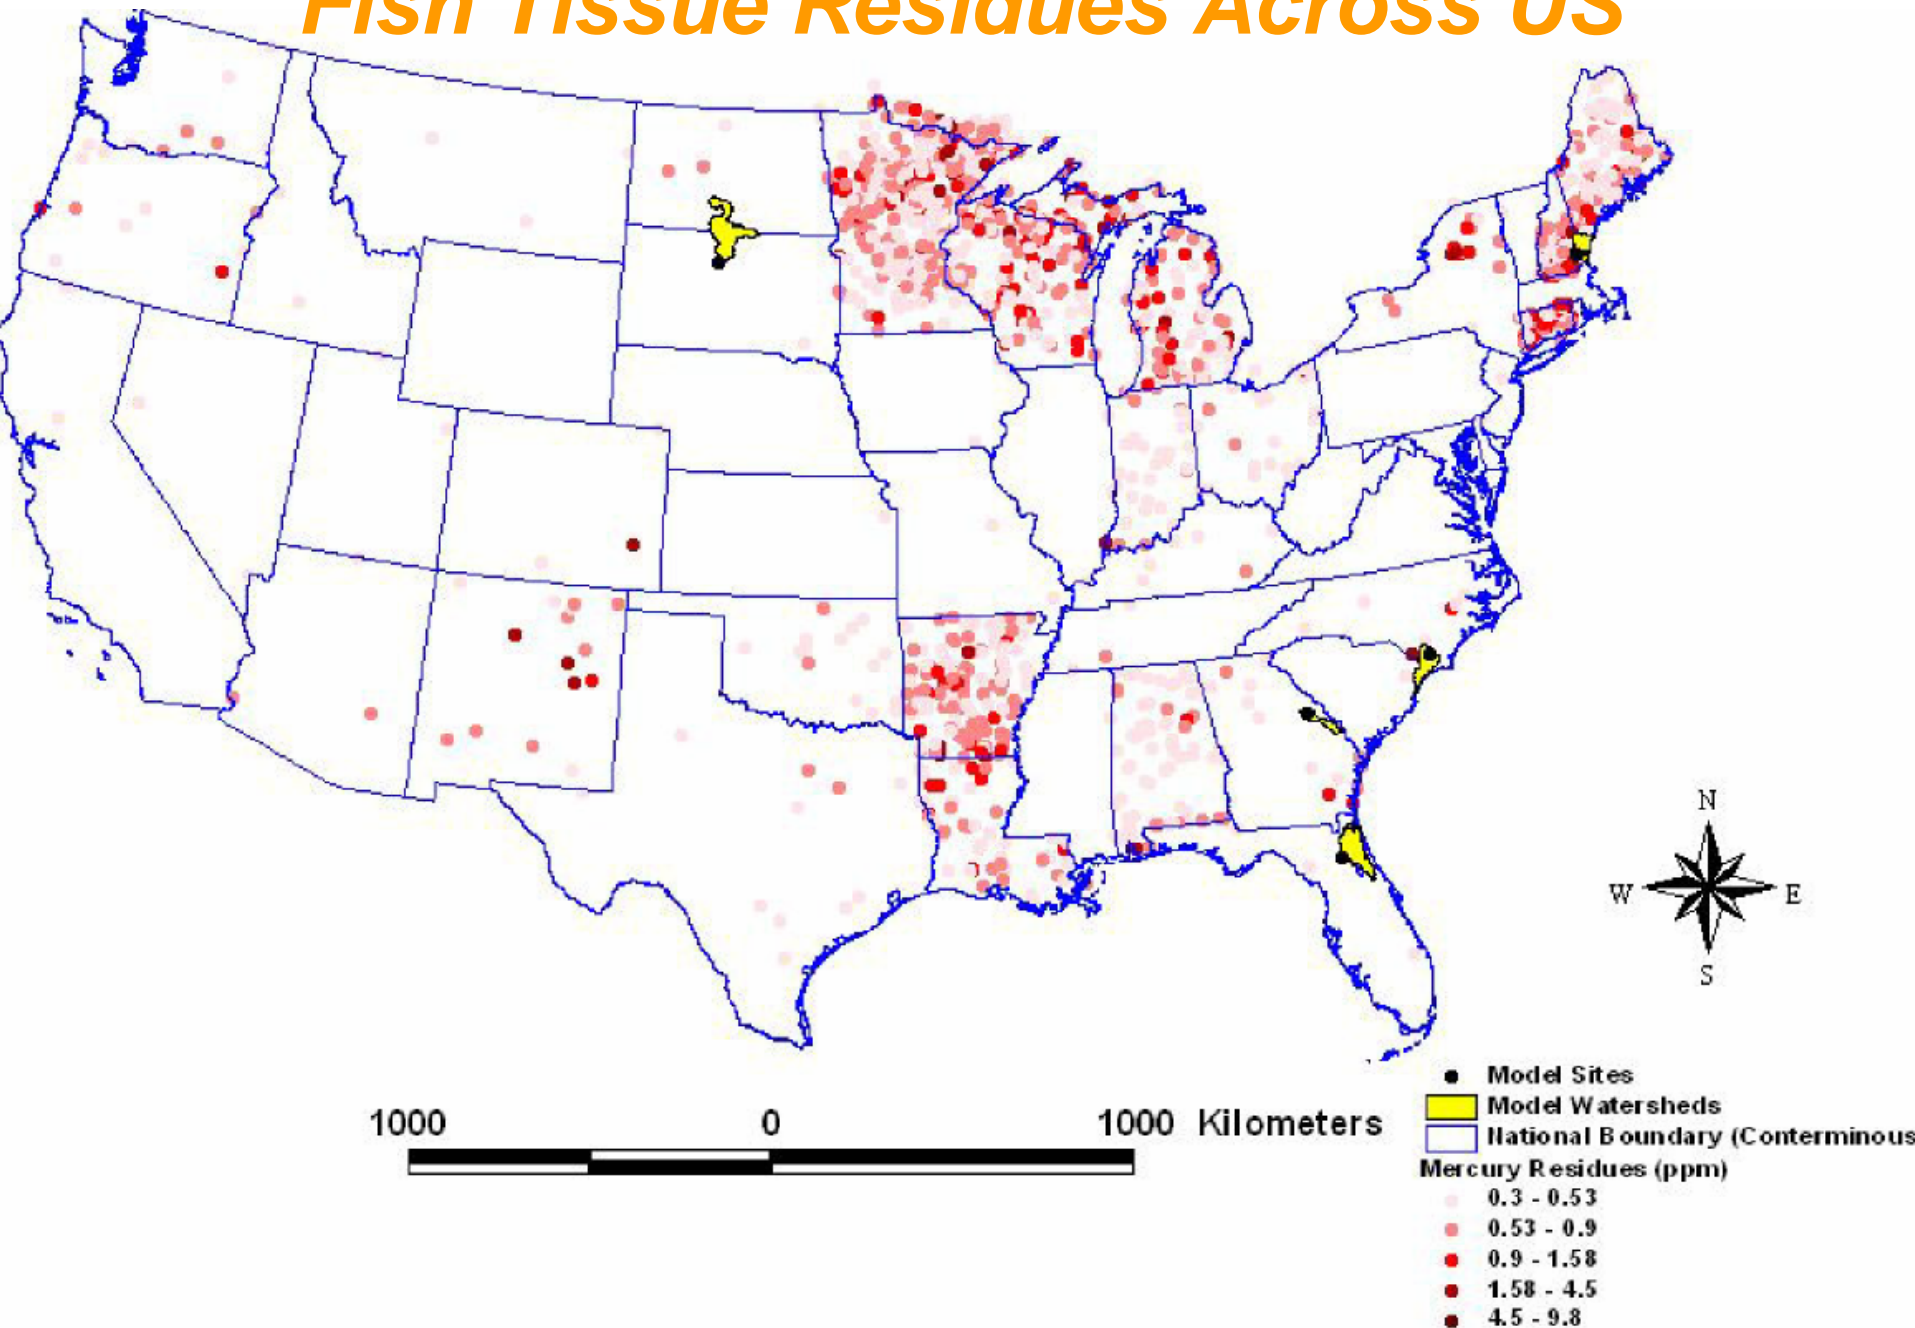 Fish Tissue Residues Across US
N
W E
S
Model Sites
Model Watersheds
1000 0 1000 Kilometers
National Boundary (Conterminous
Mercury Residues (ppm)
0.3 - 0.53
0.53 - 0.9
0.9 - 1.58
1.58 - 4.5
4.5 - 9.8